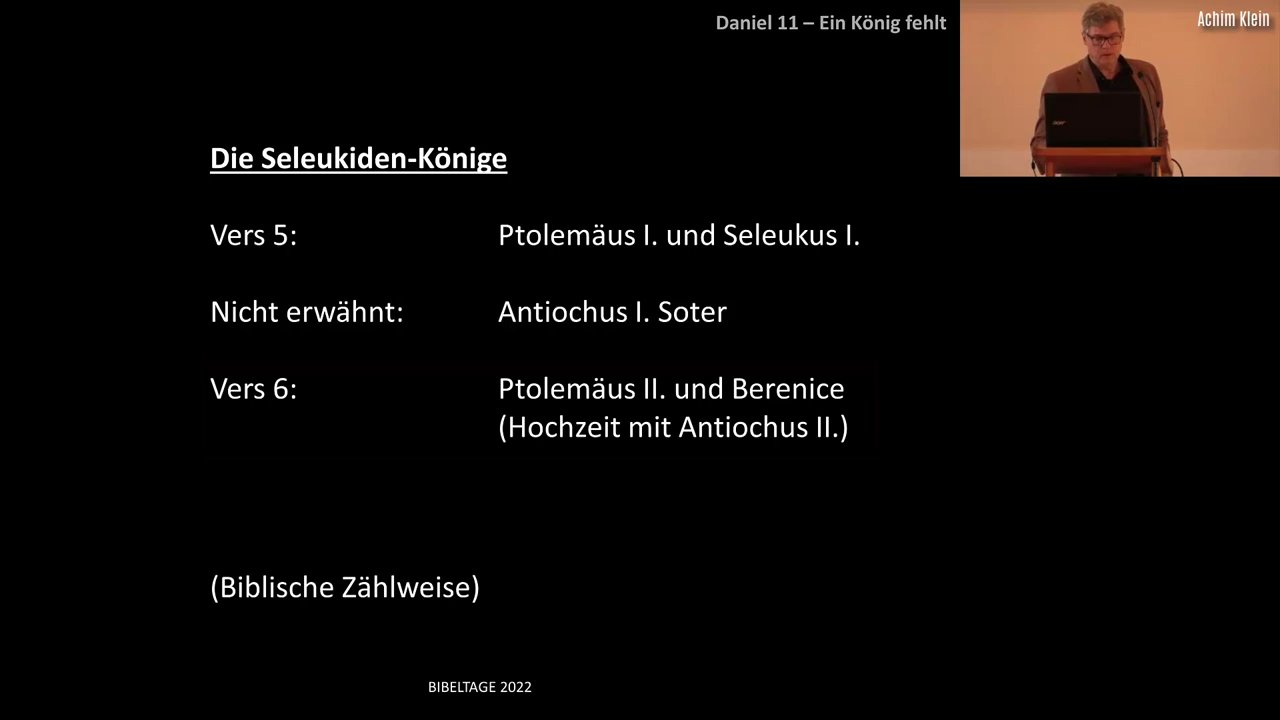 Daniel 11 – Ein König fehlt
Achim Klein
Die Seleukiden-Könige
Vers 5: Ptolemäus I. und Seleukus I.
Nicht erwähnt: Antiochus I. Soter
Vers 6: Ptolemäus II. und Berenice
(Hochzeit mit Antiochus II.)
(Biblische Zählweise)
BIBELTAGE 2022